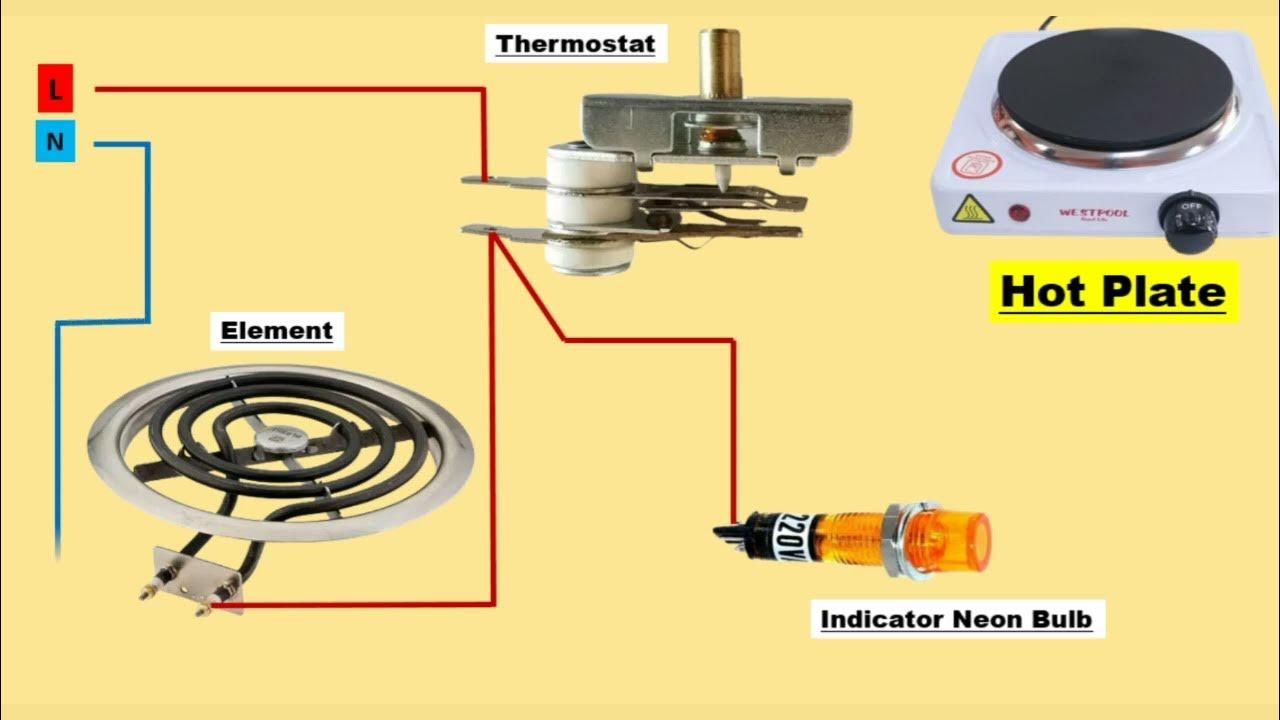 Thermostat
L
N
OFF
WESTPOOL
Hot Plate
Element
220V
Indicator Neon Bulb